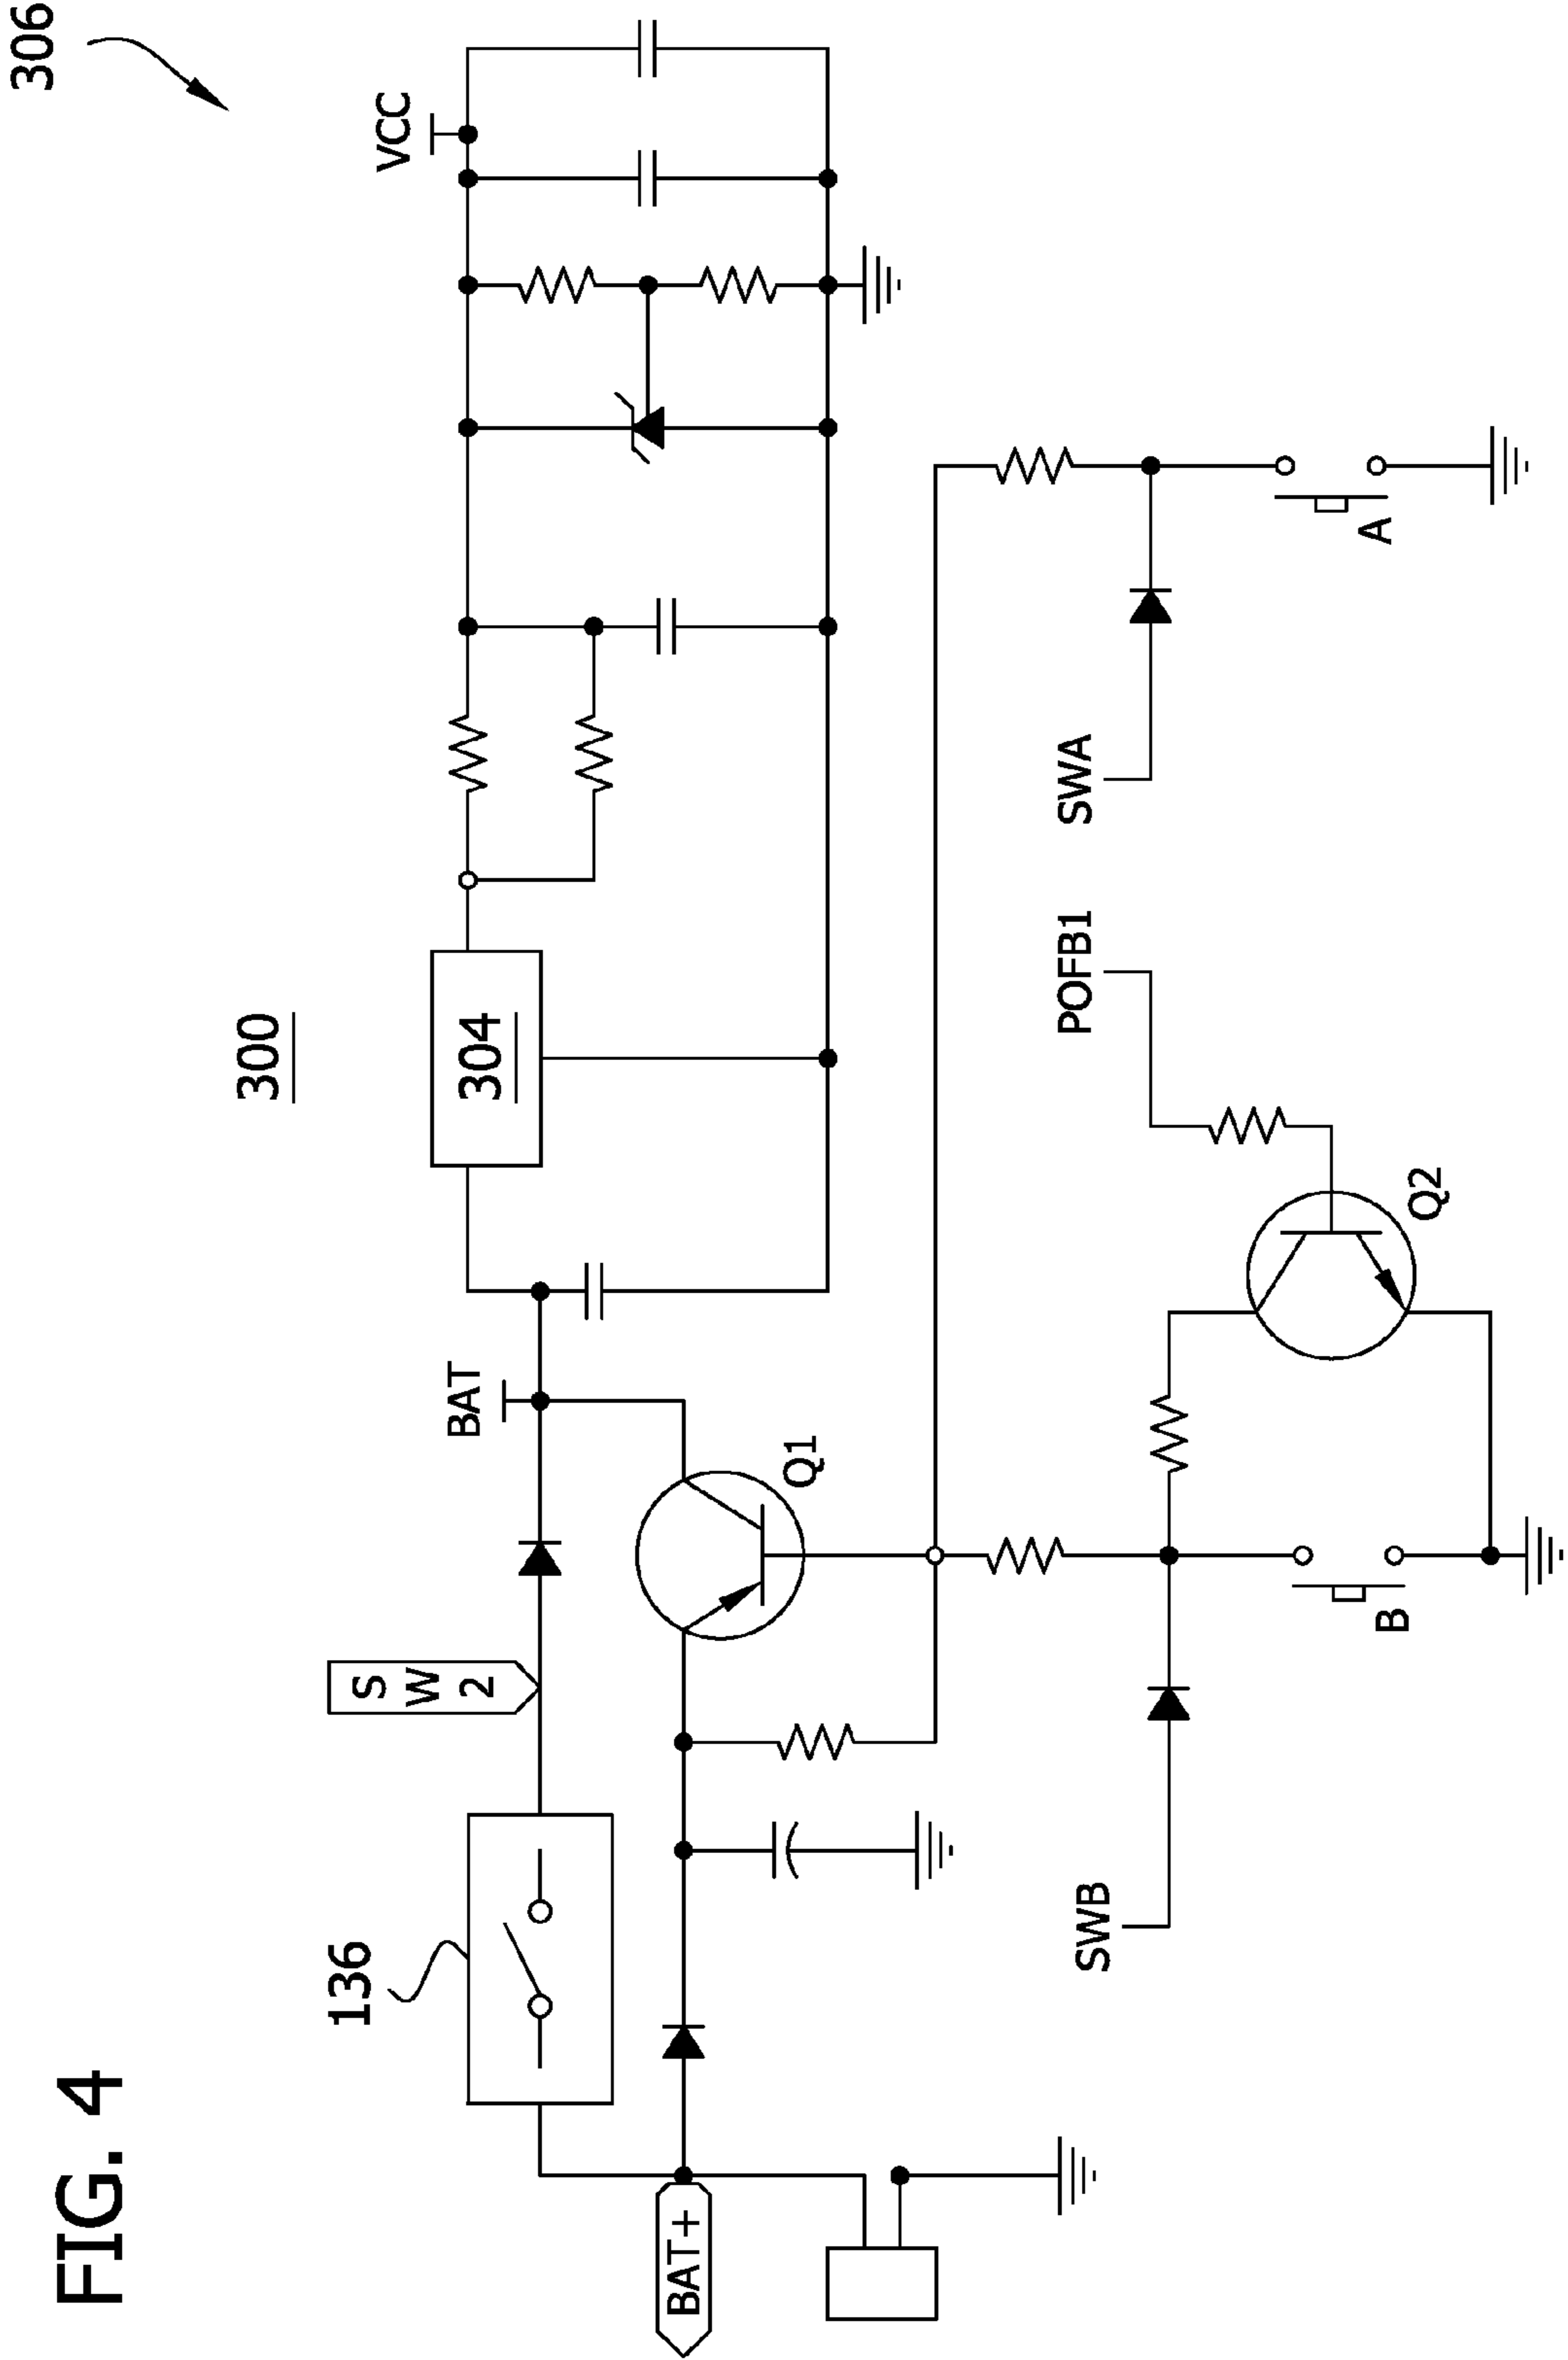 FIG. 4
306
300
304
136
S
W
2
BAT
VCC
BAT+
Q1
SWB
B
Q2
POFB1
SWA
A